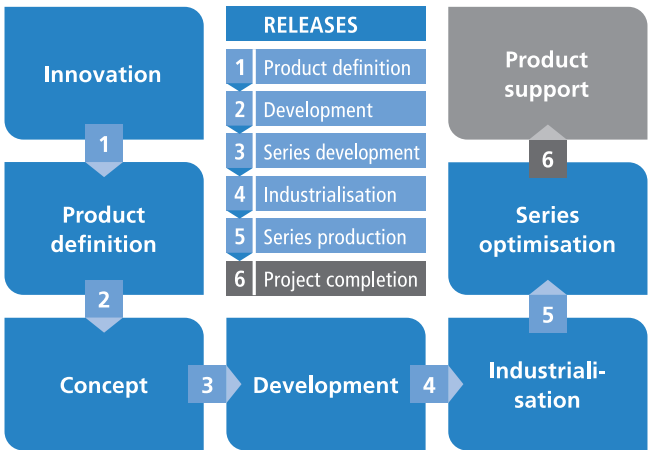 Innovation
1
Product
definition
2
Concept
3
Development
4
Industriali-
sation
5
Series
optimisation
6
Product
support
RELEASES
1 Product definition
2 Development
3 Series development
4 Industrialisation
5 Series production
6 Project completion